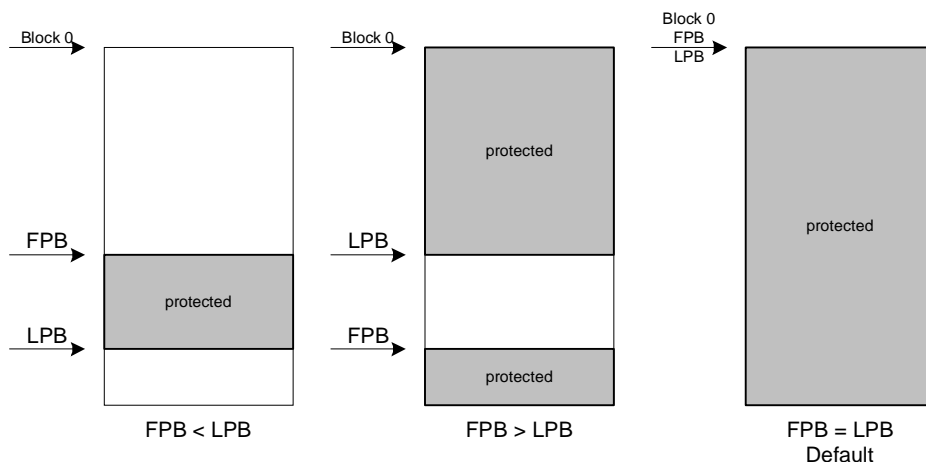 Block 0
Block 0
Block 0
FPB
LPB
protected
protected
FPB
LPB
protected
LPB
FPB
protected
protected
FPB < LPB
FPB > LPB
FPB = LPB
Default